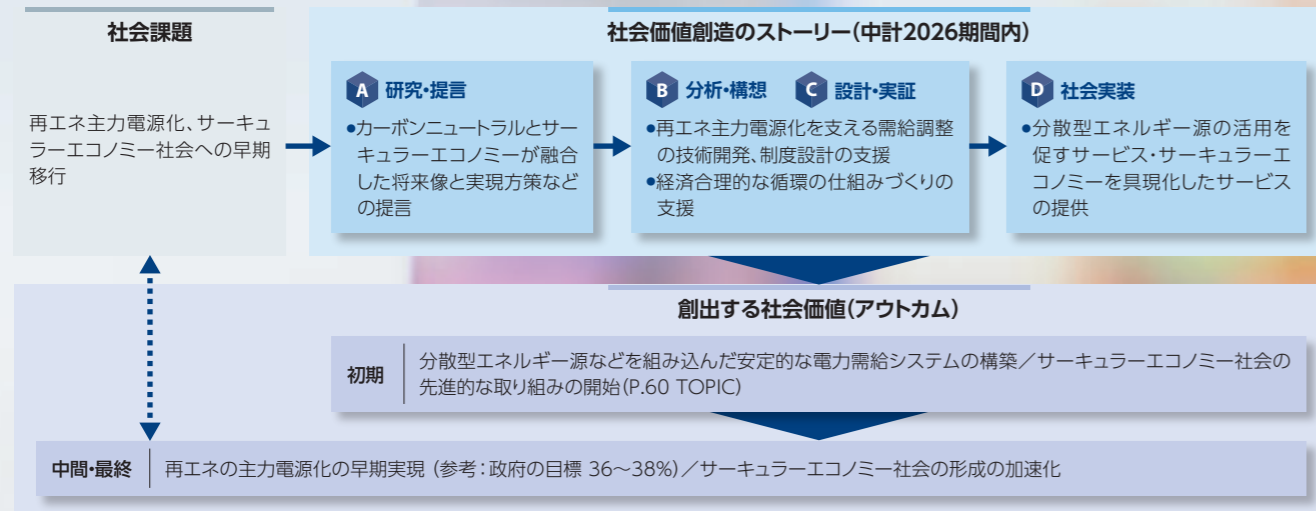 社会課題
再エネ主力電源化、サーキュ
ラーエコノミー社会への早期
移行
社会価値創造のストーリー(中計2026期間内)
A 研究・提言
●カーボンニュートラルとサー
キュラーエコノミーが融合
した将来像と実現方策など
の提言
B 分析・構想 C 設計・実証
●再エネ主力電源化を支える需給調整
の技術開発、制度設計の支援
●経済合理的な循環の仕組みづくりの
支援
D 社会実装
●分散型エネルギー源の活用を
促すサービス・サーキュラーエ
コノミーを具現化したサービス
の提供
創出する社会価値(アウトカム)
初期
分散型エネルギー源などを組み込んだ安定的な電力需給システムの構築/サーキュラーエコノミー社会の
先進的な取り組みの開始(P.60 TOPIC)
中間・最終 再エネの主力電源化の早期実現 (参考:政府の目標 36~38%)/サーキュラーエコノミー社会の形成の加速化